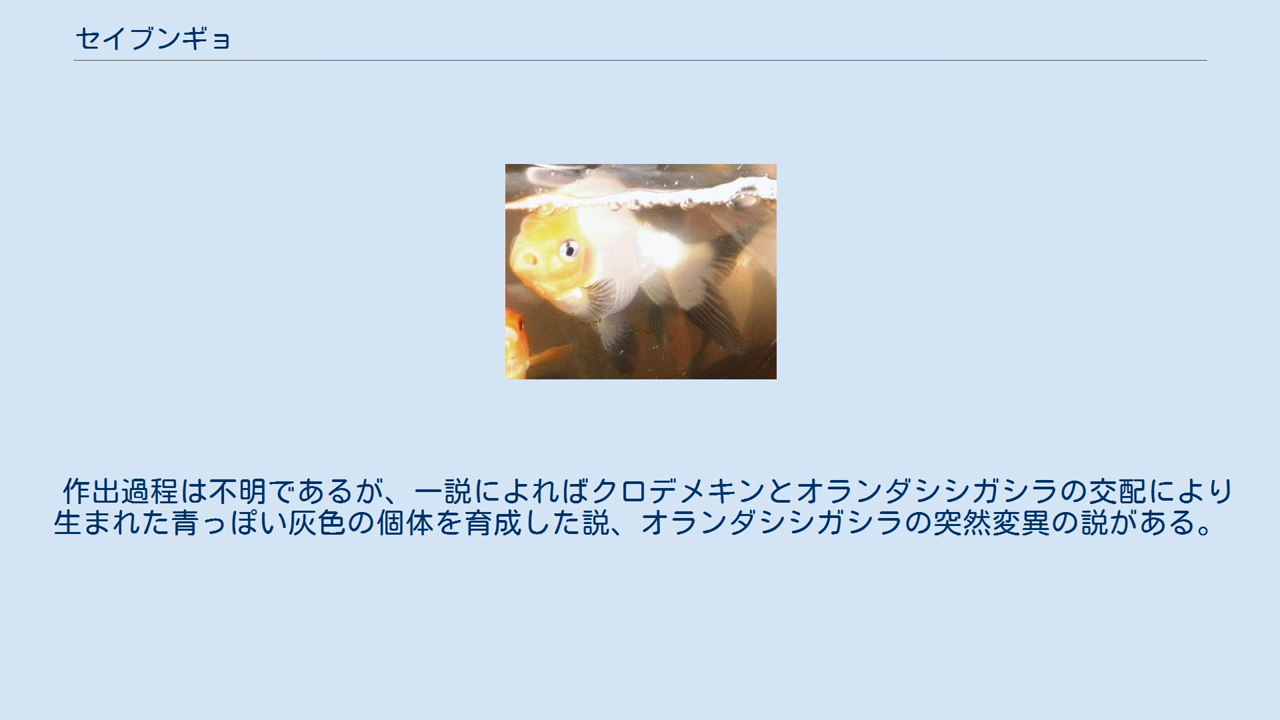 セイブンギョ
作出過程は不明であるが、一説によればクロデメキンとオランダシシガシラの交配により
生まれた青っぽい灰色の個体を育成した説、オランダシシガシラの突然変異の説がある。